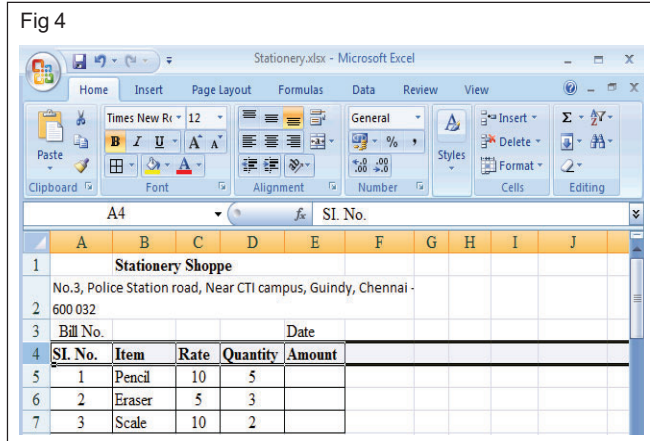 Fig 4
Stationery.xlsx - Microsoft Excel
Home Insert Page Layout Formulas Data Review View
Times New Ro 12 General Insert Σ
Paste B I U A A % , Styles Delete
A Format
Clipboard Font Alignment Number Cells Editing
A4 fx SI. No.
A B C D E F G H I J
1 Stationery Shoppe
No.3, Police Station road, Near CTI campus, Guindy, Chennai -
2 600 032
3 Bill No. Date
4 SI. No. Item Rate Quantity Amount
5 1 Pencil 10 5
6 2 Eraser 5 3
7 3 Scale 10 2